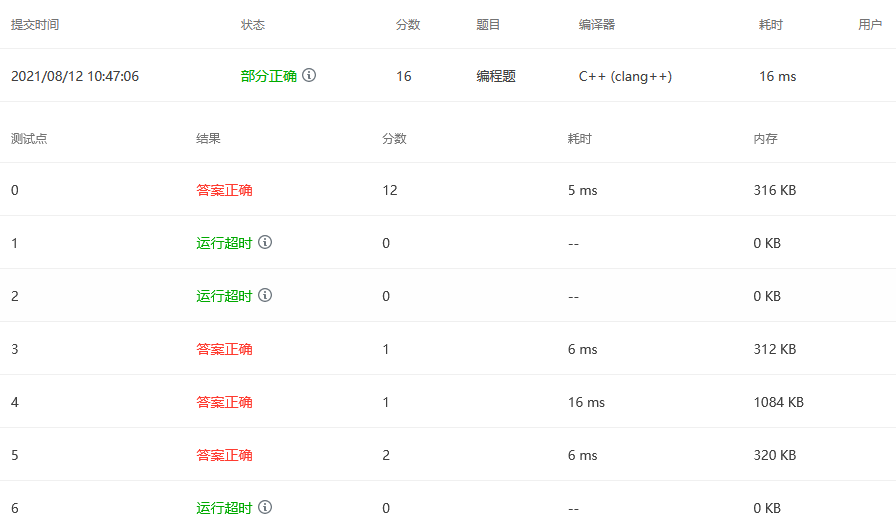 提交时间 状态 分数 题目 编译器 耗时 用户
2021/08/12 10:47:06 部分正确 16 编程题 C++ (clang++) 16 ms
测试点 结果 分数 耗时 内存
0 答案正确 12 5 ms 316 KB
1 运行超时 0 -- 0 KB
2 运行超时 0 -- 0 KB
3 答案正确 1 6 ms 312 KB
4 答案正确 1 16 ms 1084 KB
5 答案正确 2 6 ms 320 KB
6 运行超时 0 -- 0 KB